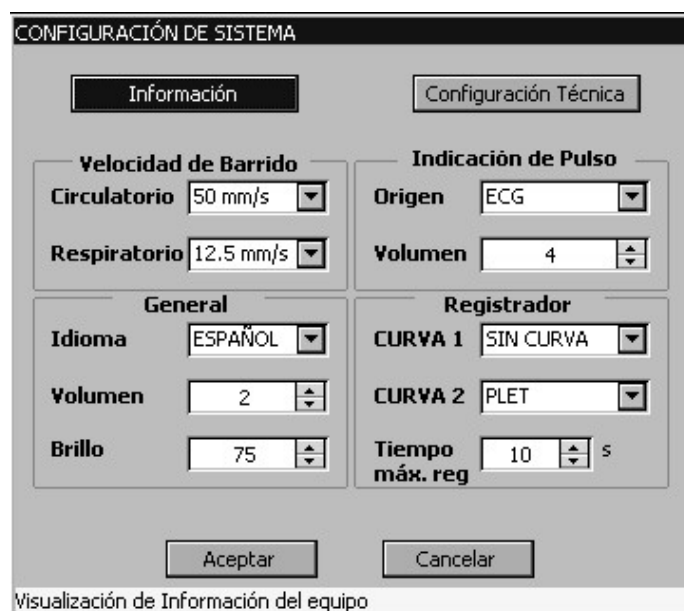 CONFIGURACIÓN DE SISTEMA
Información
Configuración Técnica
Velocidad de Barrido
Circulatorio 50 mm/s
Respiratorio 12.5 mm/s
Indicación de Pulso
Origen ECG
Volumen 4
General
Idioma ESPAÑOL
Volumen 2
Brillo 75
Registrador
CURVA 1 SIN CURVA
CURVA 2 PLET
Tiempo
máx. reg 10 s
Aceptar
Cancelar
Visualización de Información del equipo